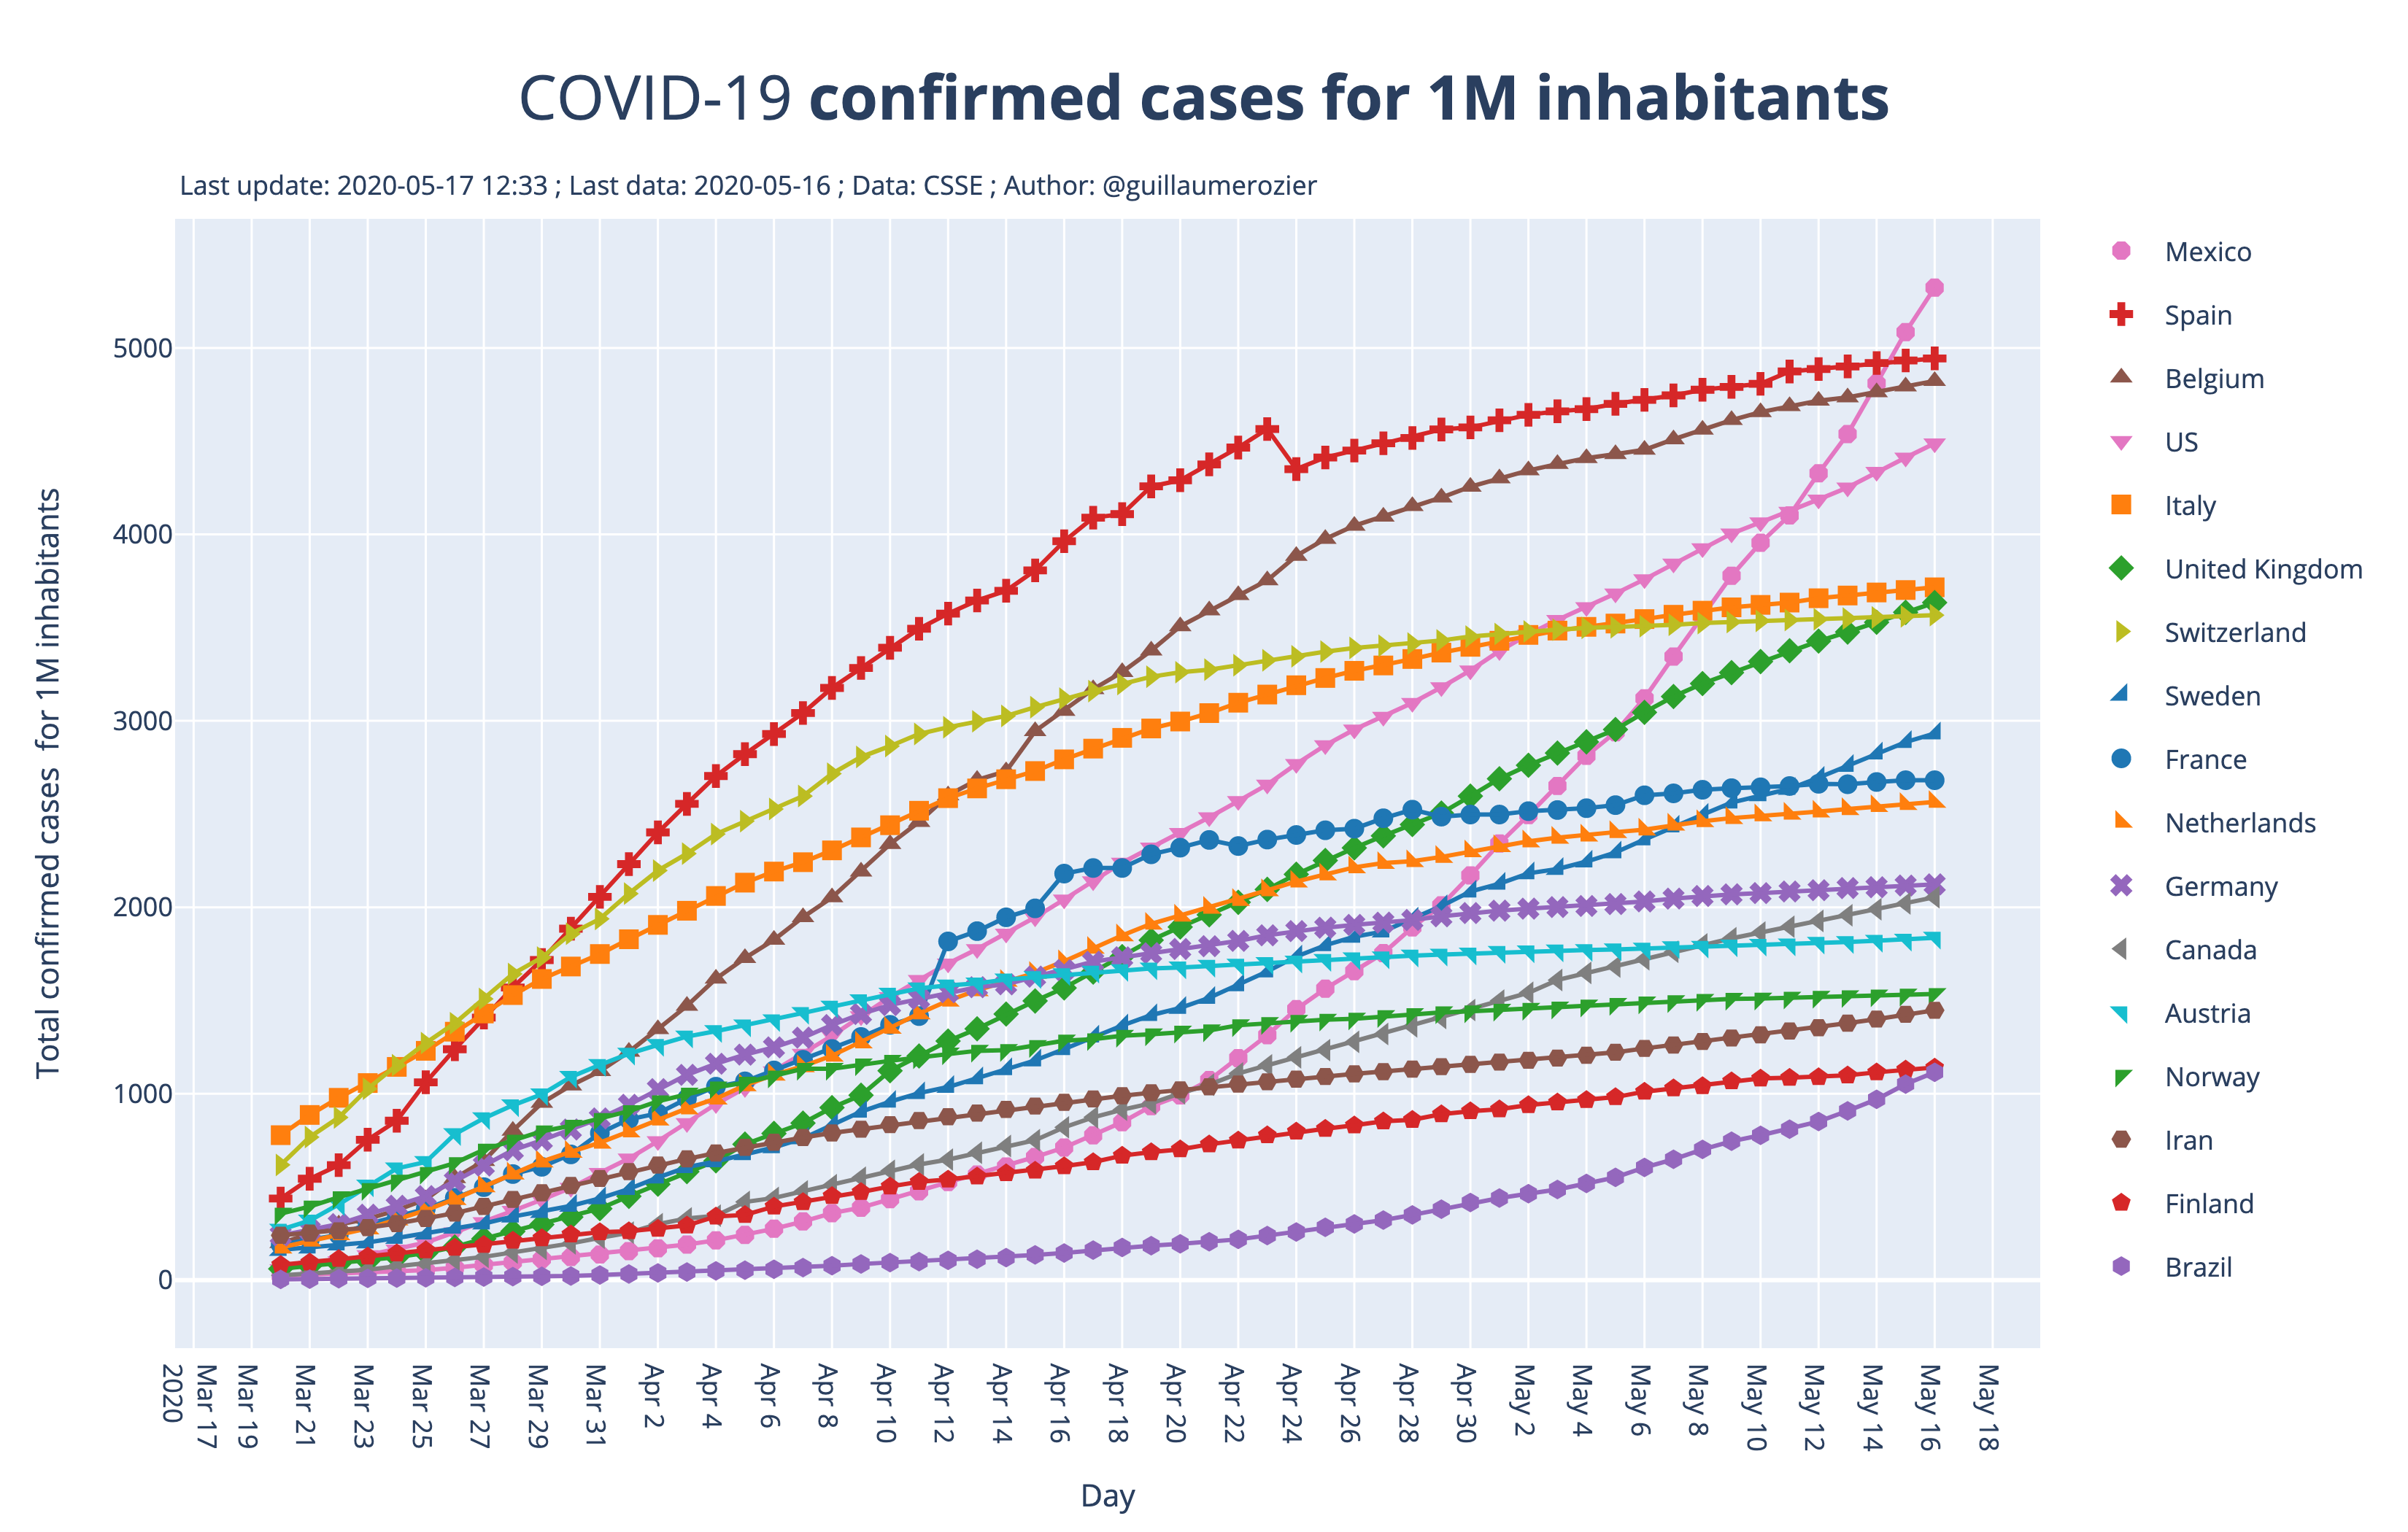 COVID-19 confirmed cases for 1M inhabitants
Last update: 2020-05-17 12:33 ; Last data: 2020-05-16 ; Data: CSSE ; Author: @guillaumerozier
Total confirmed cases for 1M inhabitants
5000
4000
3000
2000
1000
0
Mar 17
2020
Mar 19
Mar 21
Mar 23
Mar 25
Mar 27
Mar 29
Mar 31
Apr 2
Apr 4
Apr 6
Apr 8
Apr 10
Apr 12
Apr 14
Apr 16
Apr 18
Apr 20
Apr 22
Apr 24
Apr 26
Apr 28
Apr 30
May 2
May 4
May 6
May 8
May 10
May 12
May 14
May 16
May 18
Day
Mexico
Spain
Belgium
US
Italy
United Kingdom
Switzerland
Sweden
France
Netherlands
Germany
Canada
Austria
Norway
Iran
Finland
Brazil